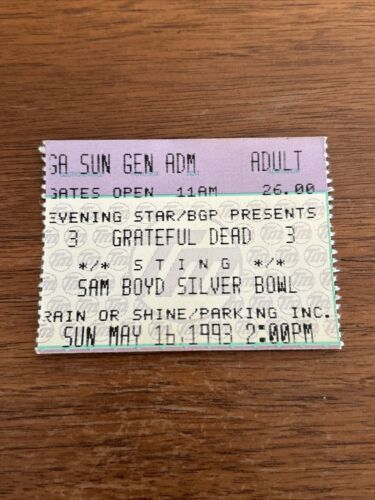 GA SUN GEN ADM ADULT
GATES OPEN 11AM 26.00
EVENING STAR/BGP PRESENTS
3 GRATEFUL DEAD 3
*/* S T I N G */*
SAM BOYD SILVER BOWL
RAIN OR SHINE/PARKING INC.
SUN MAY 16,1993 2:00PM